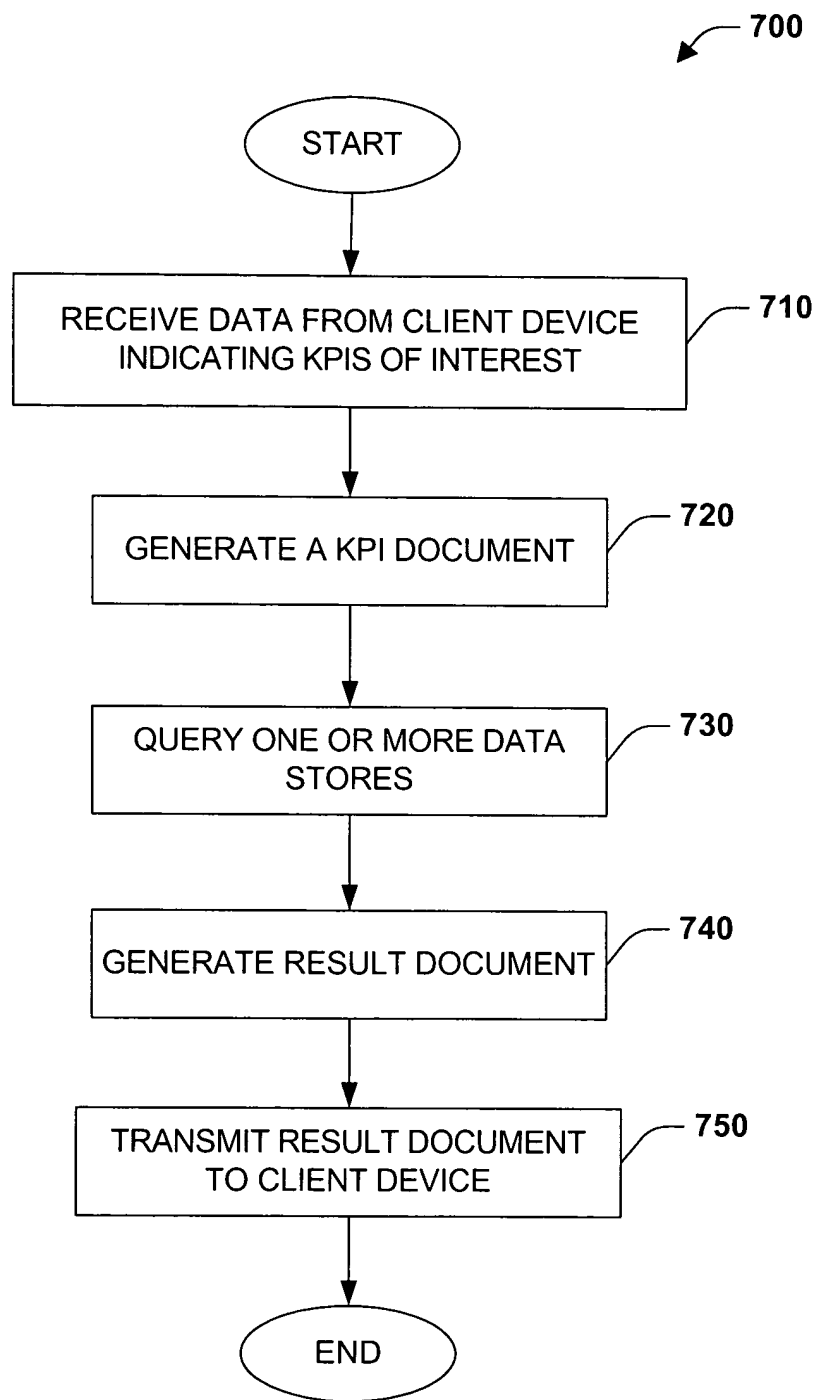 700
START
RECEIVE DATA FROM CLIENT DEVICE
INDICATING KPIS OF INTEREST
710
GENERATE A KPI DOCUMENT
720
QUERY ONE OR MORE DATA
STORES
730
GENERATE RESULT DOCUMENT
740
TRANSMIT RESULT DOCUMENT
TO CLIENT DEVICE
750
END